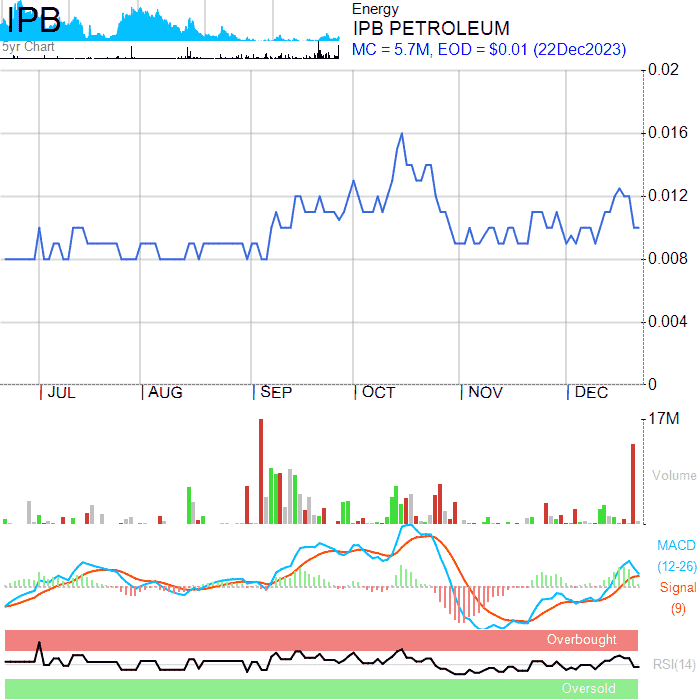 IPB
5yr Chart
Energy
IPB PETROLEUM
MC = 5.7M, EOD = $0.01 (22Dec2023)
0.02
0.016
0.012
0.008
0.004
0
JUL AUG SEP OCT NOV DEC
17M
Volume
MACD
(12-26)
Signal
(9)
Overbought
RSI(14)
Oversold